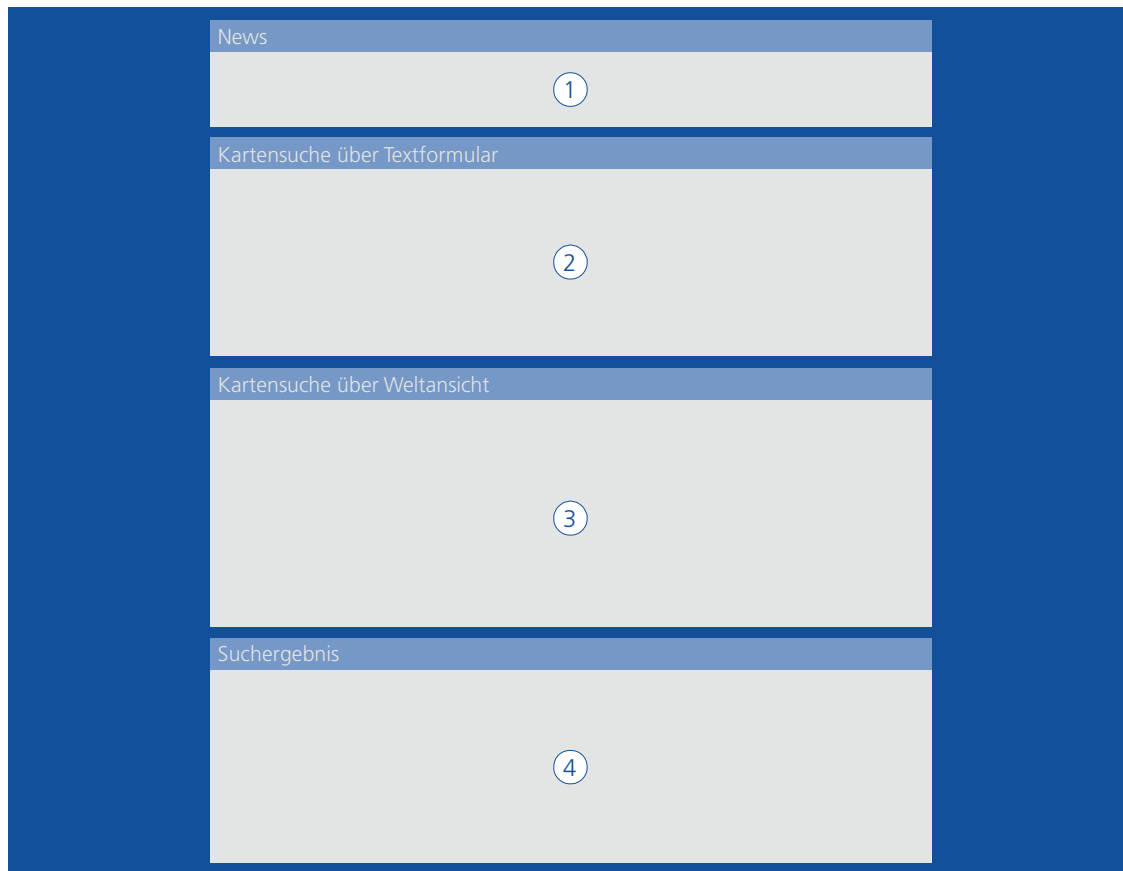 News
1
Kartensuche über Textformular
2
Kartensuche über Weltansicht
3
Suchergebnis
4